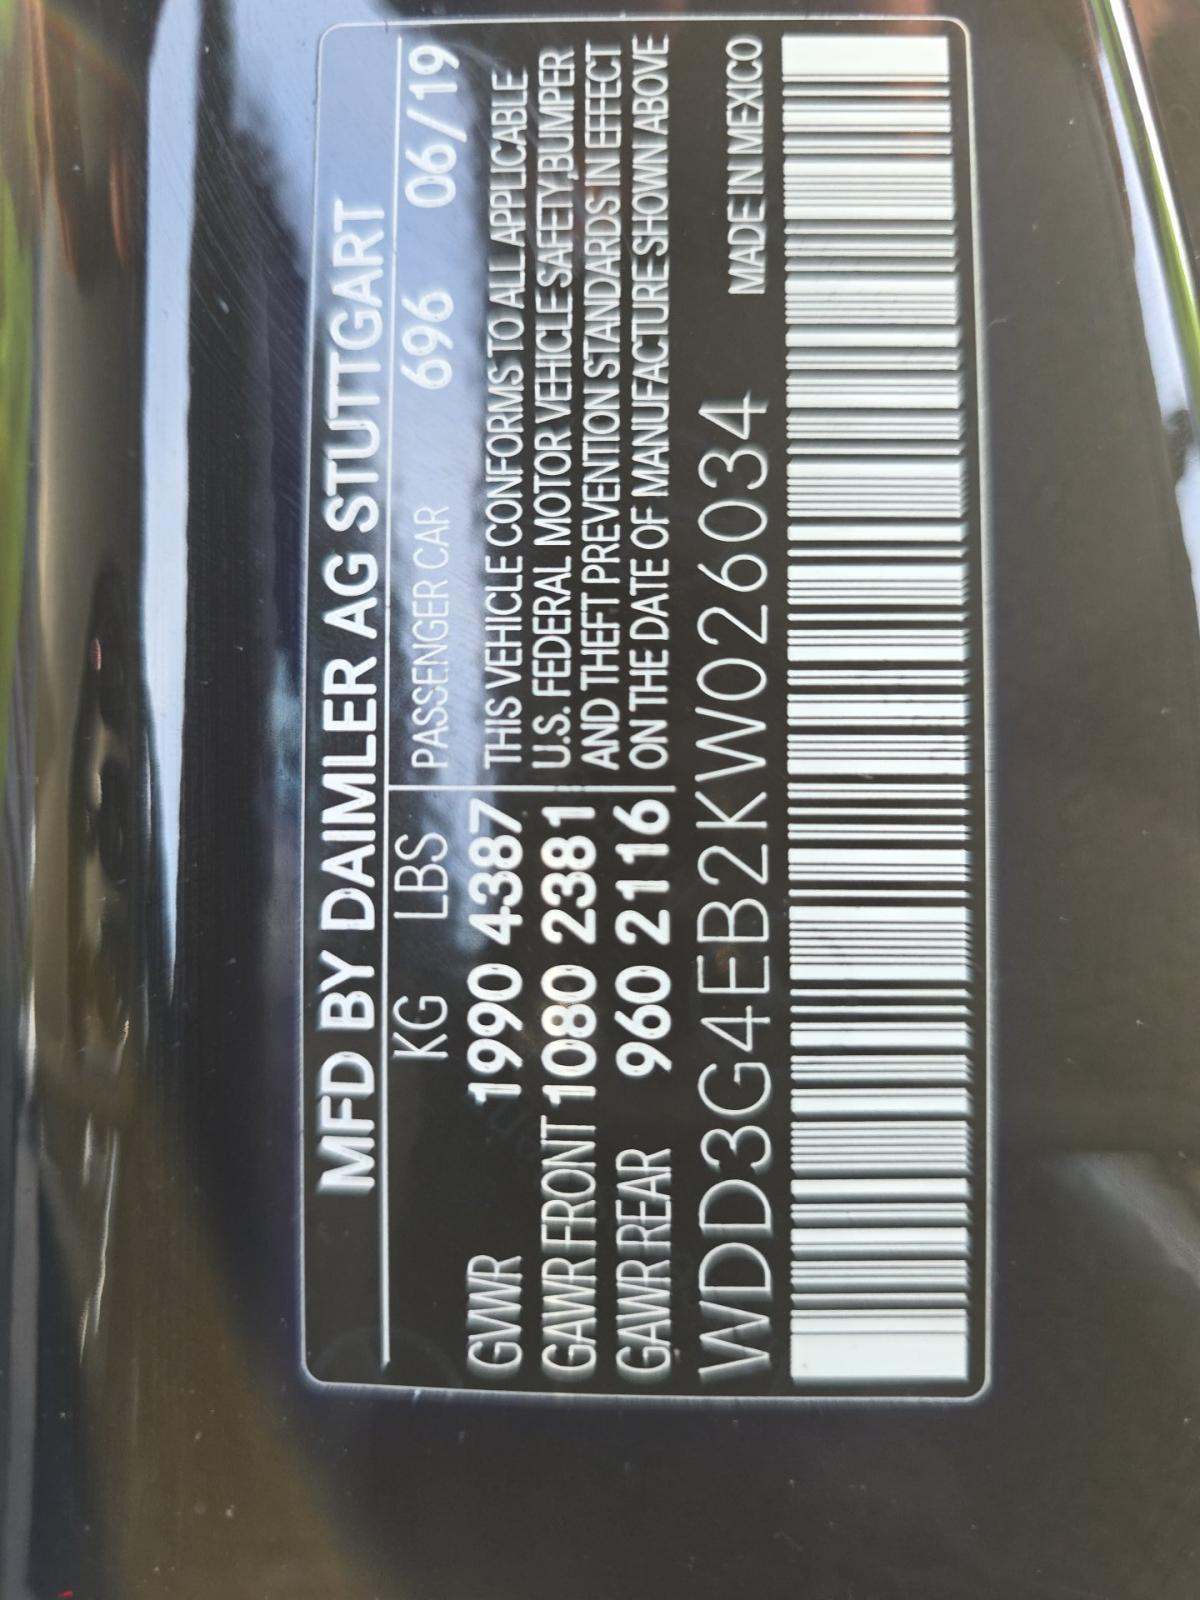 MFD BY DAIMLER AG STUTTGART
KG LBS PASSENGER CAR 696 06/19
GVWR 1990 4387 THIS VEHICLE CONFORMS TO ALL APPLICABLE
GAWR FRONT 1080 2381 U.S. FEDERAL MOTOR VEHICLE SAFETY,BUMPER
AND THEFT PREVENTION STANDARDS IN EFFECT
GAWR REAR 960 2116 ON THE DATE OF MANUFACTURE SHOWN ABOVE
WDD3G4EB2KW026034 MADE IN MEXICO